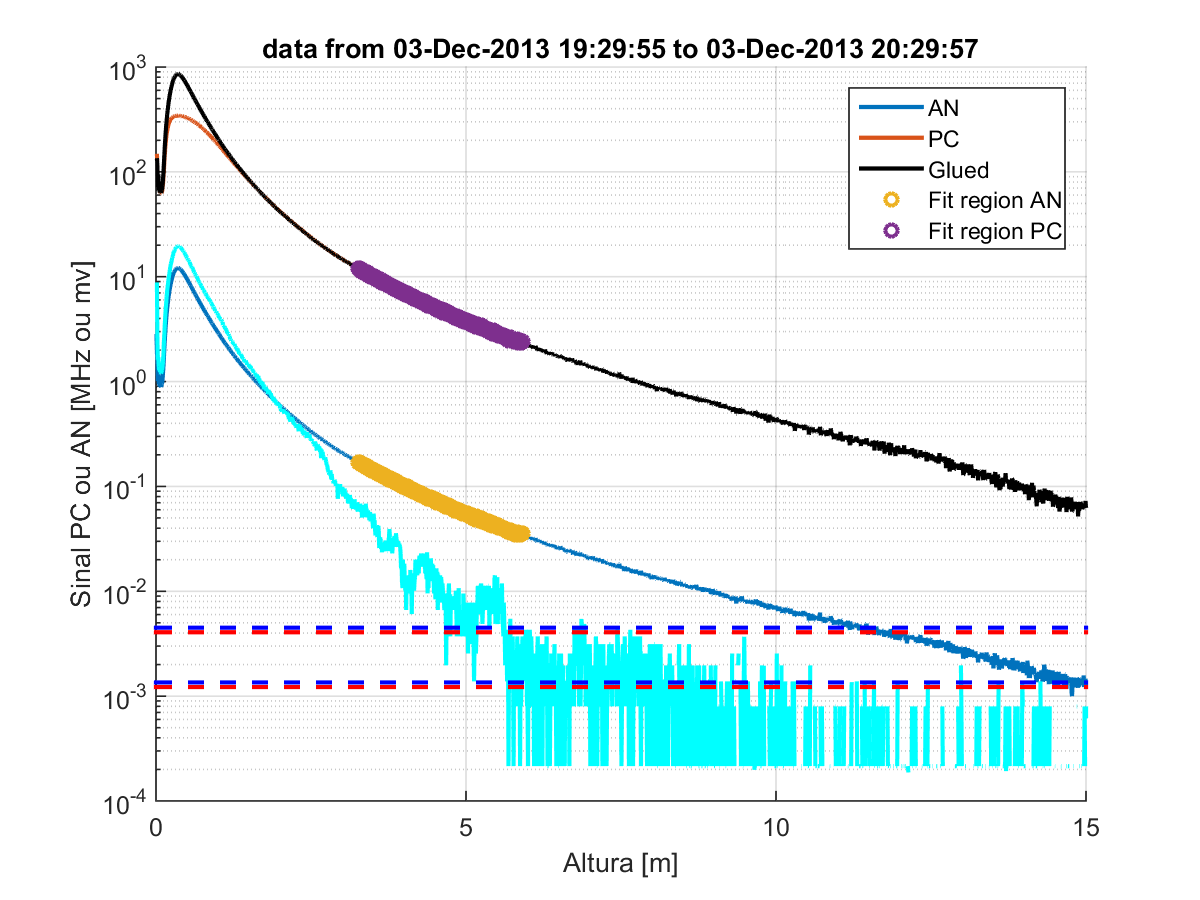 data from 03-Dec-2013 19:29:55 to 03-Dec-2013 20:29:57
10^3
10^2
10^1
10^0
10^-1
10^-2
10^-3
10^-4
Sinal PC ou AN [MHz ou mv]
AN
PC
Glued
Fit region AN
Fit region PC
0
5
10
15
Altura [m]